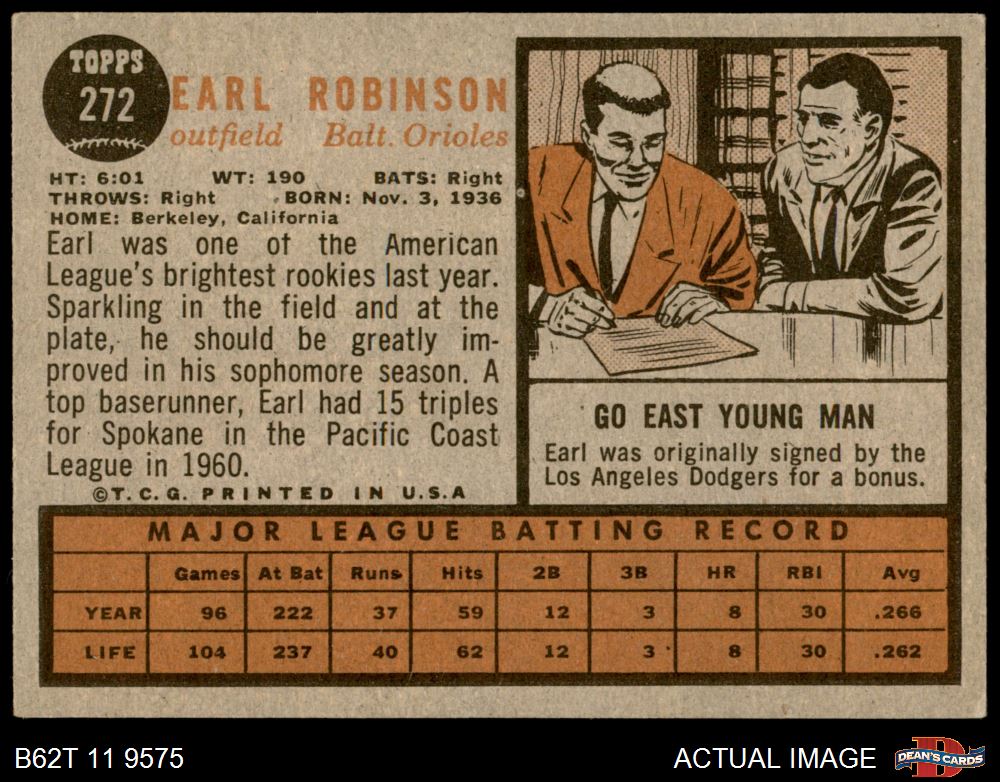 TOPPS
272
EARL ROBINSON
outfield Balt. Orioles
HT: 6:01 WT: 190 BATS: Right
THROWS: Right BORN: Nov. 3, 1936
HOME: Berkeley, California
Earl was one of the American
League's brightest rookies last year.
Sparkling in the field and at the
plate, he should be greatly im-
proved in his sophomore season. A
top baserunner, Earl had 15 triples
for Spokane in the Pacific Coast
League in 1960.
©T.C.G. PRINTED IN U.S.A
GO EAST YOUNG MAN
Earl was originally signed by the
Los Angeles Dodgers for a bonus.
MAJOR LEAGUE BATTING RECORD
Games At Bat Runs Hits 2B 3B HR RBI Avg
YEAR 96 222 37 59 12 3 8 30 .266
LIFE 104 237 40 62 12 3 8 30 .262
B62T 11 9575
ACTUAL IMAGE
D
DEAN'S CARDS